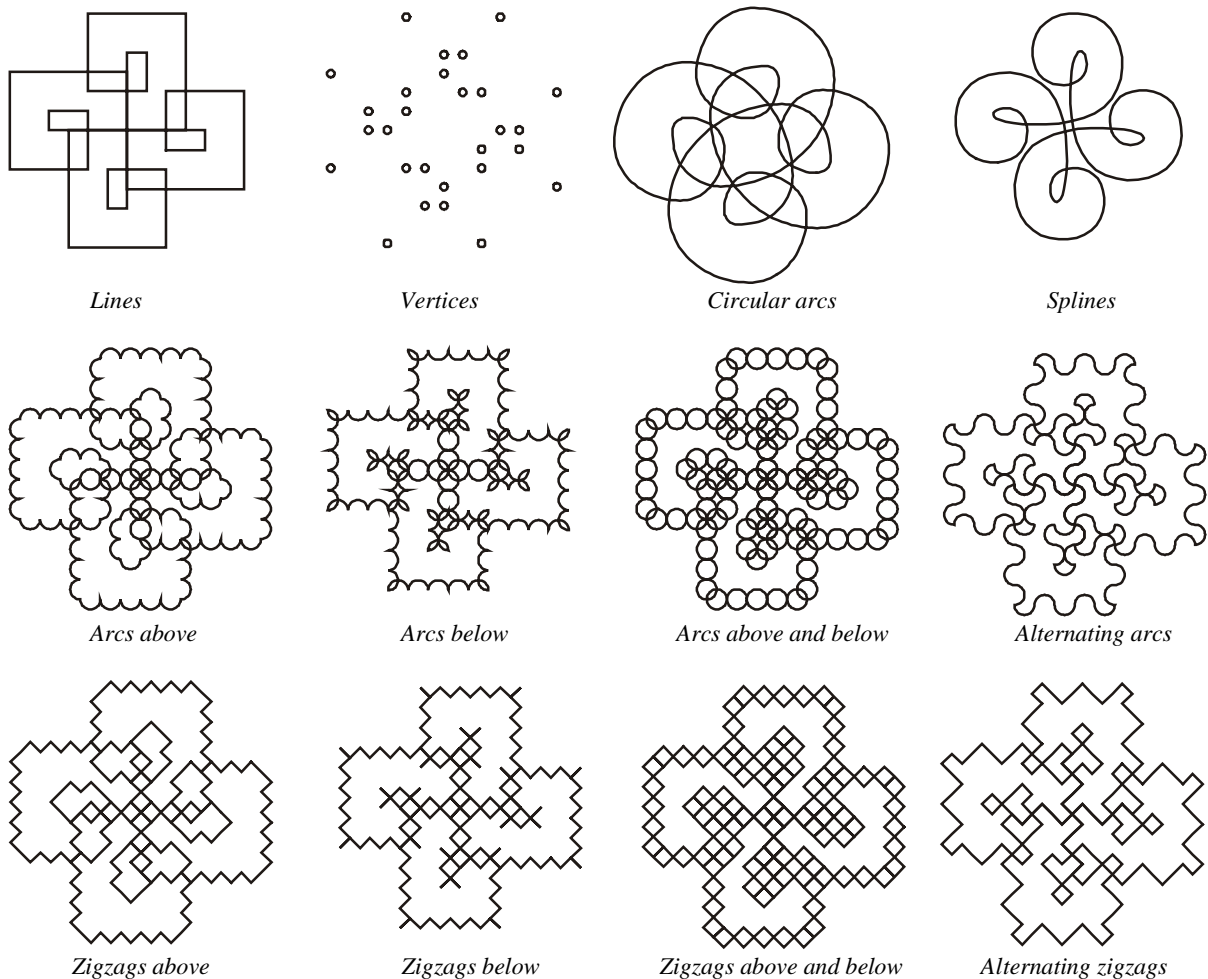 Lines
Vertices
Circular arcs
Splines
Arcs above
Arcs below
Arcs above and below
Alternating arcs
Zigzags above
Zigzags below
Zigzags above and below
Alternating zigzags